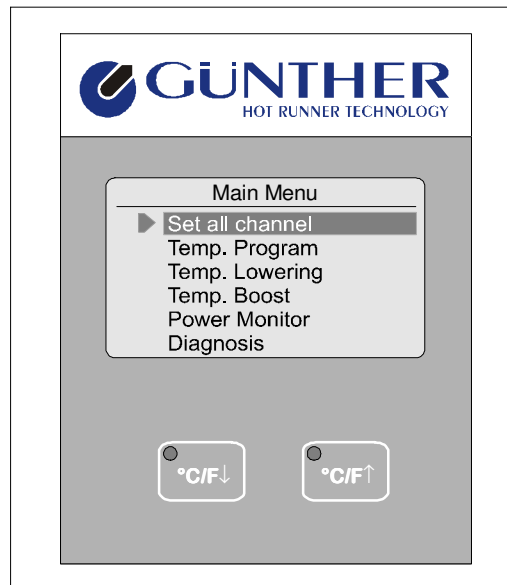 GÜNTHER
HOT RUNNER TECHNOLOGY
Main Menu
Set all channel
Temp. Program
Temp. Lowering
Temp. Boost
Power Monitor
Diagnosis
°C/F↓ °C/F↑